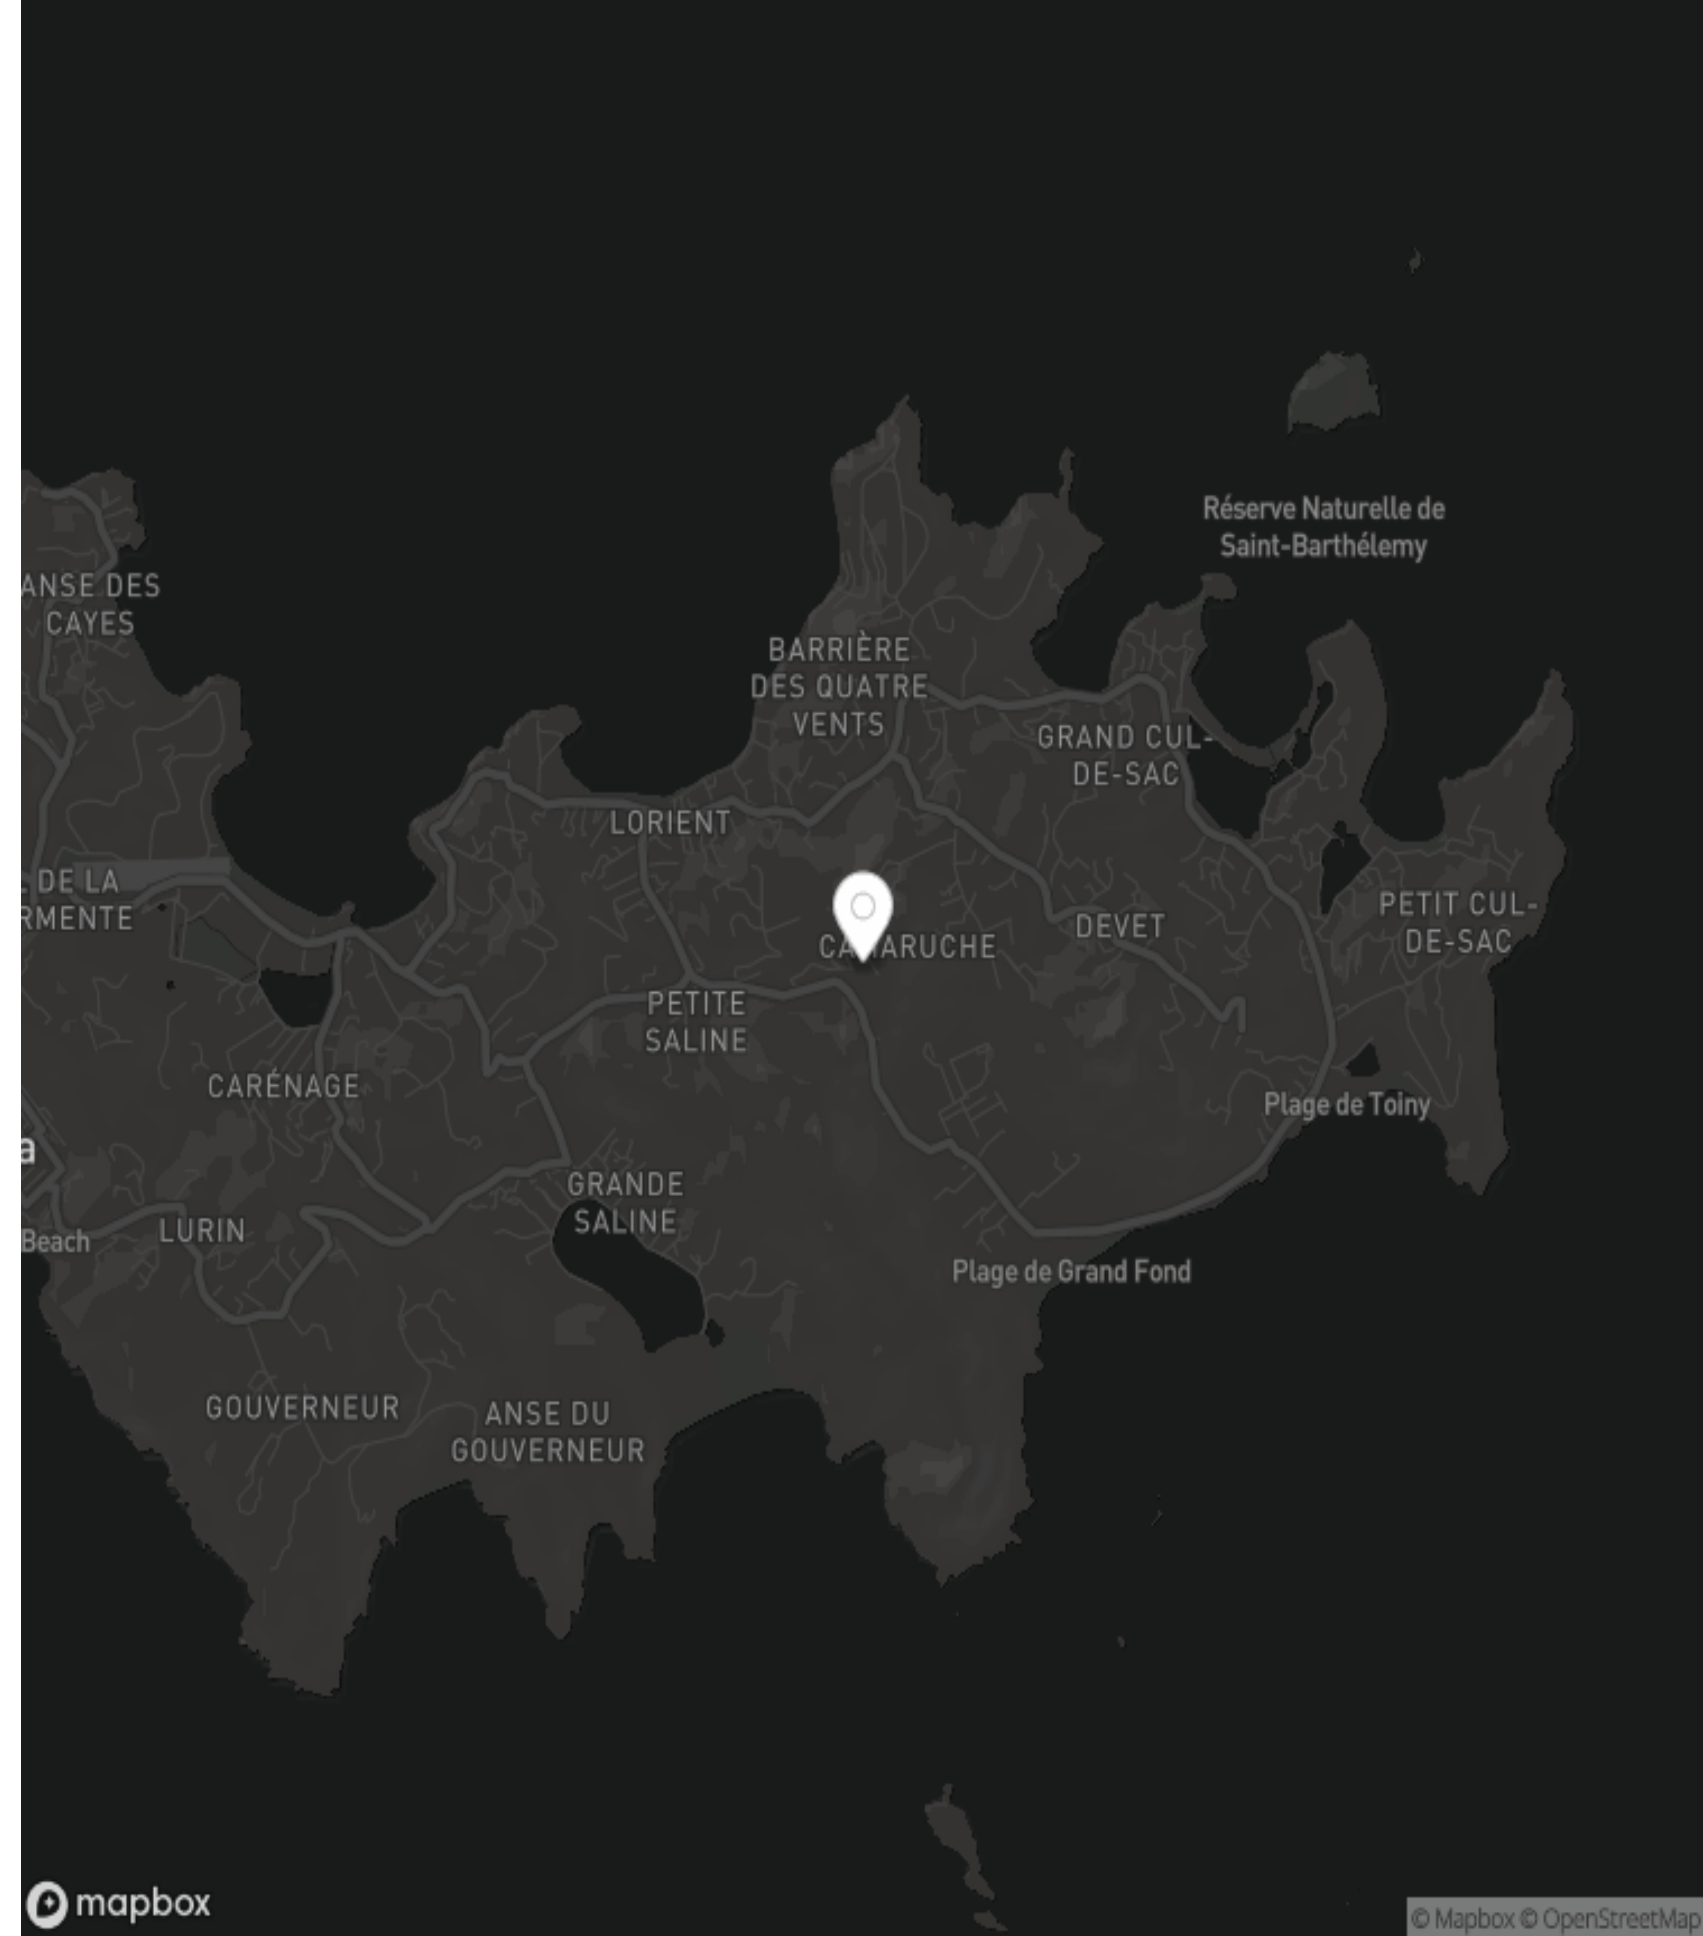 Réserve Naturelle de
Saint-Barthélemy
ANSE DES
CAYES
BARRIÈRE
DES QUATRE
VENTS
GRAND CUL-
DE-SAC
LORIENT
DE LA
RMENTE
PETIT CUL-
DE-SAC
DEVET
PETITE
SALINE
CARÉNAGE
Plage de Toiny
a
GRANDE
SALINE
LURIN
Beach
Plage de Grand Fond
GOUVERNEUR
ANSE DU
GOUVERNEUR
mapbox
© Mapbox © OpenStreetMap